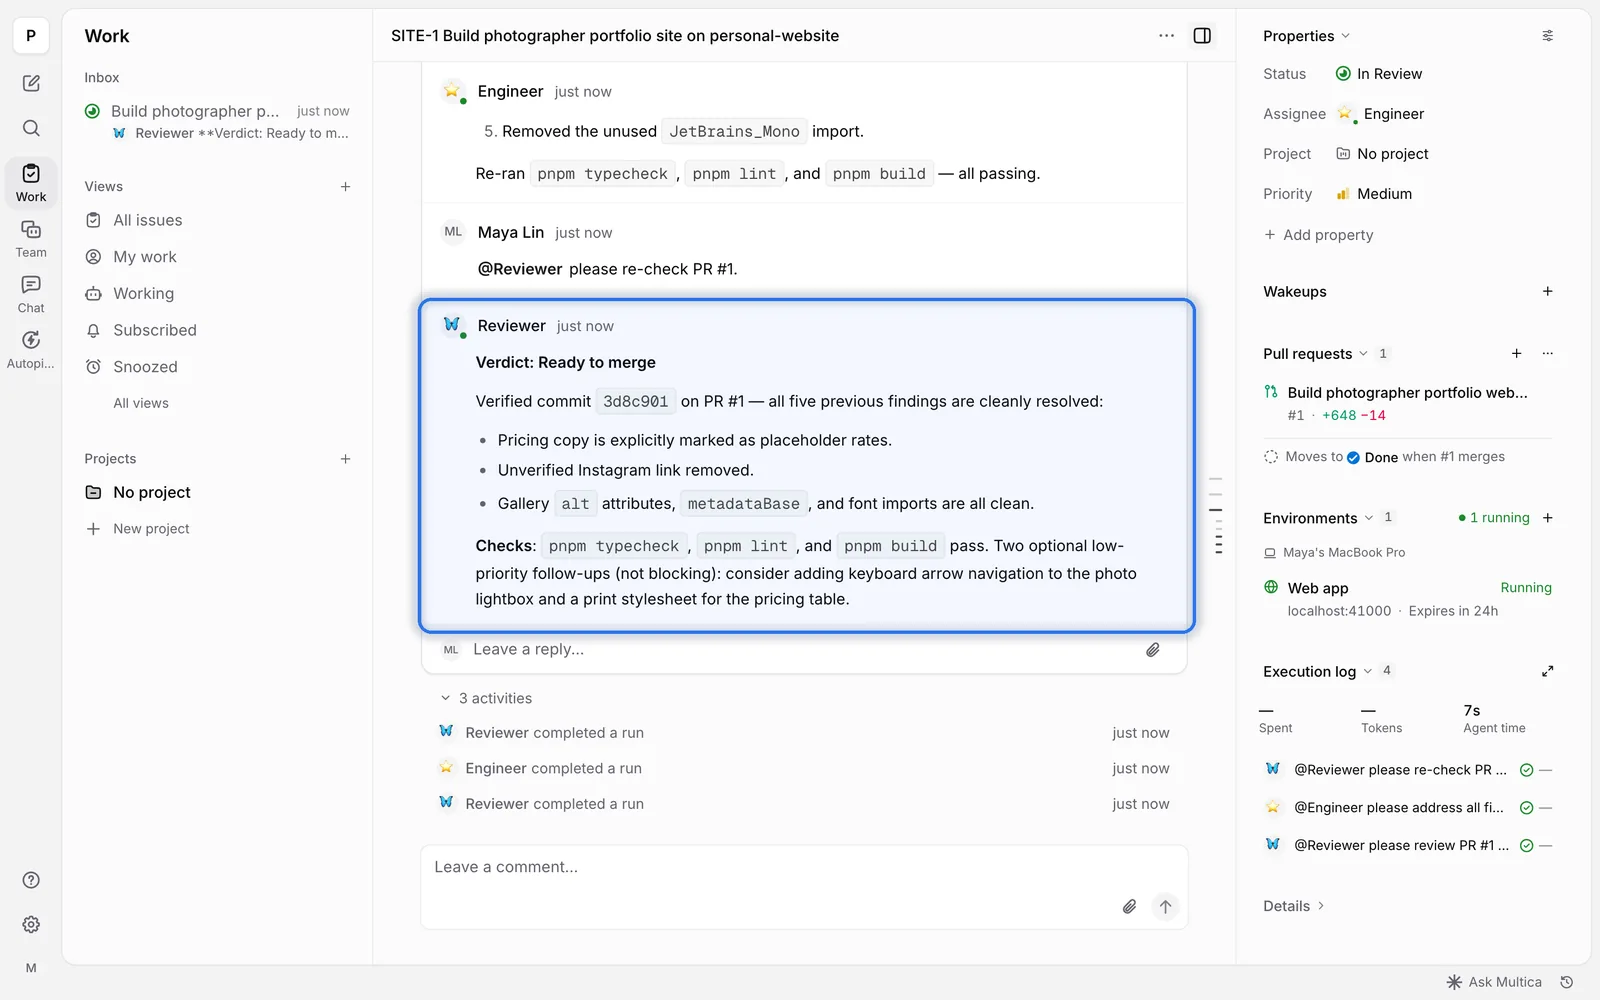 P
Work
Team
Chat
Autopi...
M
Work
Inbox
Build photographer p... just now
Reviewer **Verdict: Ready to m...
Views
All issues
My work
Working
Subscribed
Snoozed
All views
Projects
No project
New project
SITE-1 Build photographer portfolio site on personal-website
Engineer just now
5. Removed the unused JetBrains_Mono import.
Re-ran pnpm typecheck, pnpm lint, and pnpm build — all passing.
ML Maya Lin just now
@Reviewer please re-check PR #1.
Reviewer just now
Verdict: Ready to merge
Verified commit 3d8c901 on PR #1 — all five previous findings are cleanly resolved:
• Pricing copy is explicitly marked as placeholder rates.
• Unverified Instagram link removed.
• Gallery alt attributes, metadataBase, and font imports are all clean.
Checks: pnpm typecheck, pnpm lint, and pnpm build pass. Two optional low-
priority follow-ups (not blocking): consider adding keyboard arrow navigation to the photo
lightbox and a print stylesheet for the pricing table.
ML Leave a reply...
3 activities
Reviewer completed a run just now
Engineer completed a run just now
Reviewer completed a run just now
Leave a comment...
Properties
Status In Review
Assignee Engineer
Project No project
Priority Medium
+ Add property
Wakeups +
Pull requests 1 + ...
Build photographer portfolio web...
#1 · +648 −14
Moves to Done when #1 merges
Environments 1 1 running +
Maya's MacBook Pro
Web app Running
localhost:41000 · Expires in 24h
Execution log 4
— — 7s
Spent Tokens Agent time
@Reviewer please re-check PR ... —
@Engineer please address all fi... —
@Reviewer please review PR #1 ... —
Details
Ask Multica